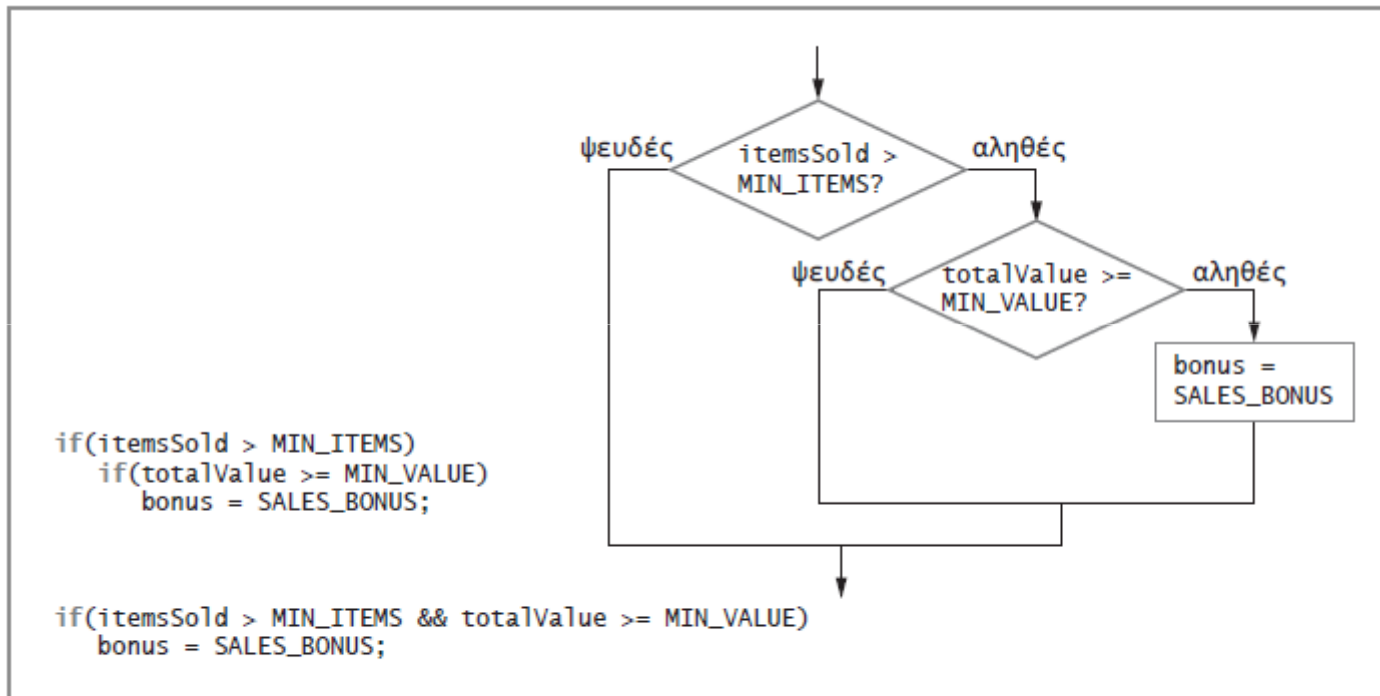 ψευδές
itemsSold >
MIN_ITEMS?
αληθές
ψευδές
totalValue >=
MIN_VALUE?
αληθές
bonus =
SALES_BONUS
if(itemsSold > MIN_ITEMS)
if(totalValue >= MIN_VALUE)
bonus = SALES_BONUS;
if(itemsSold > MIN_ITEMS && totalValue >= MIN_VALUE)
bonus = SALES_BONUS;